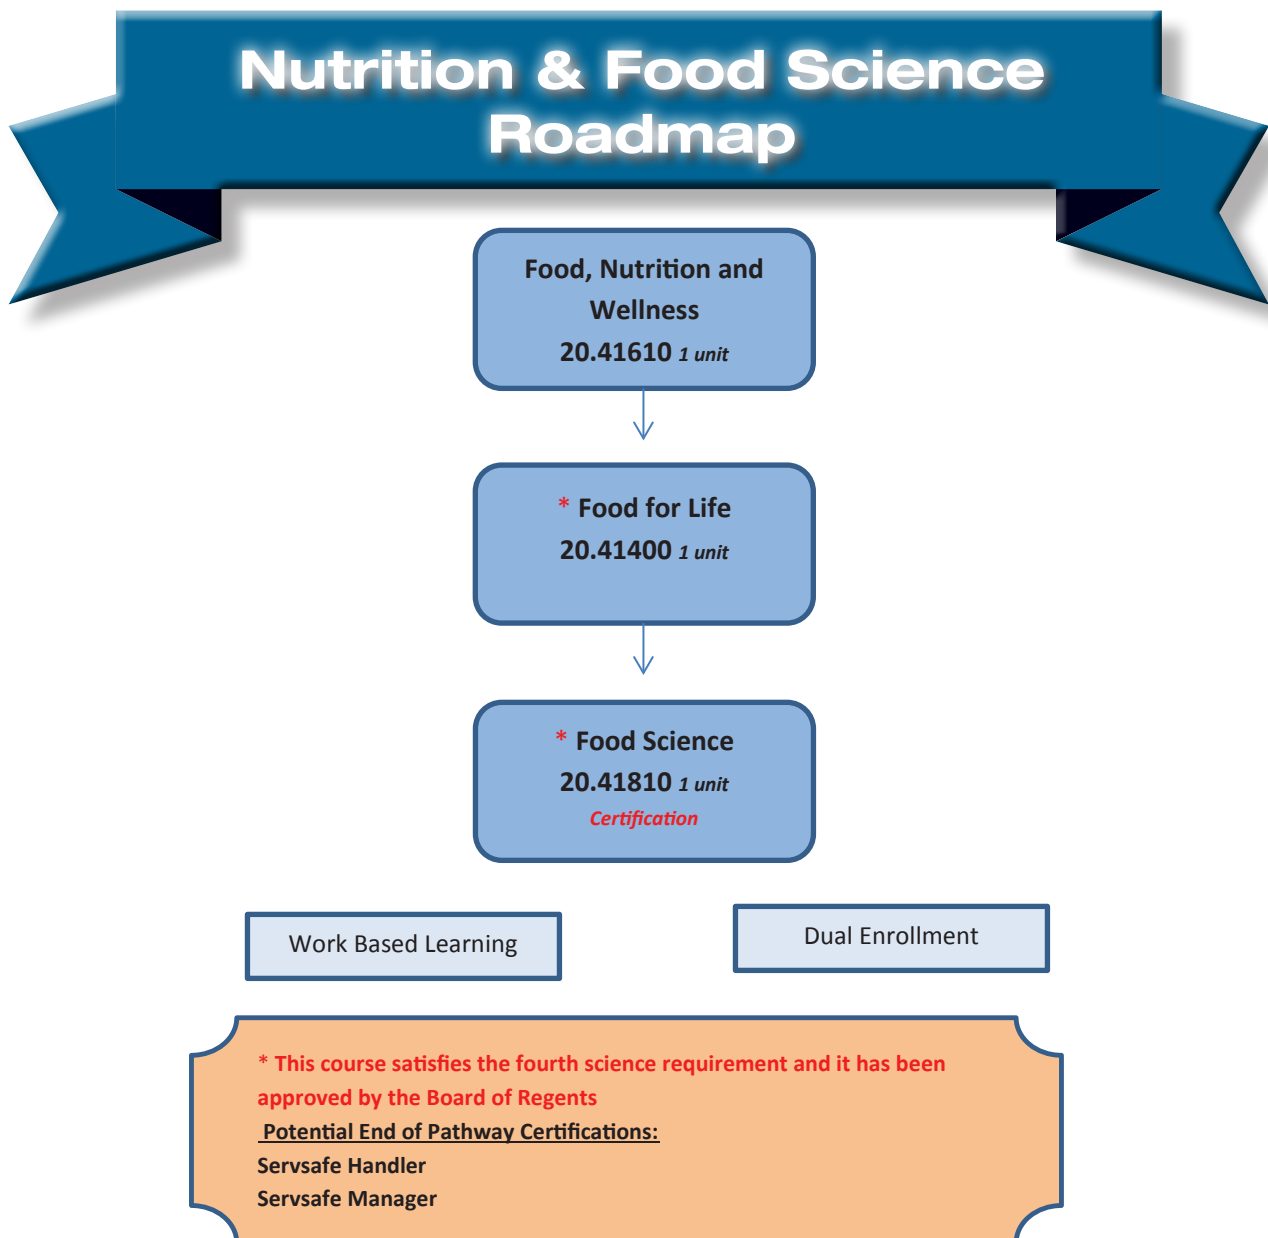 Nutrition & Food Science
Roadmap
Food, Nutrition and
Wellness
20.41610 1 unit
* Food for Life
20.41400 1 unit
* Food Science
20.41810 1 unit
Certification
Work Based Learning
Dual Enrollment
* This course satisfies the fourth science requirement and it has been
approved by the Board of Regents
Potential End of Pathway Certifications:
Servsafe Handler
Servsafe Manager